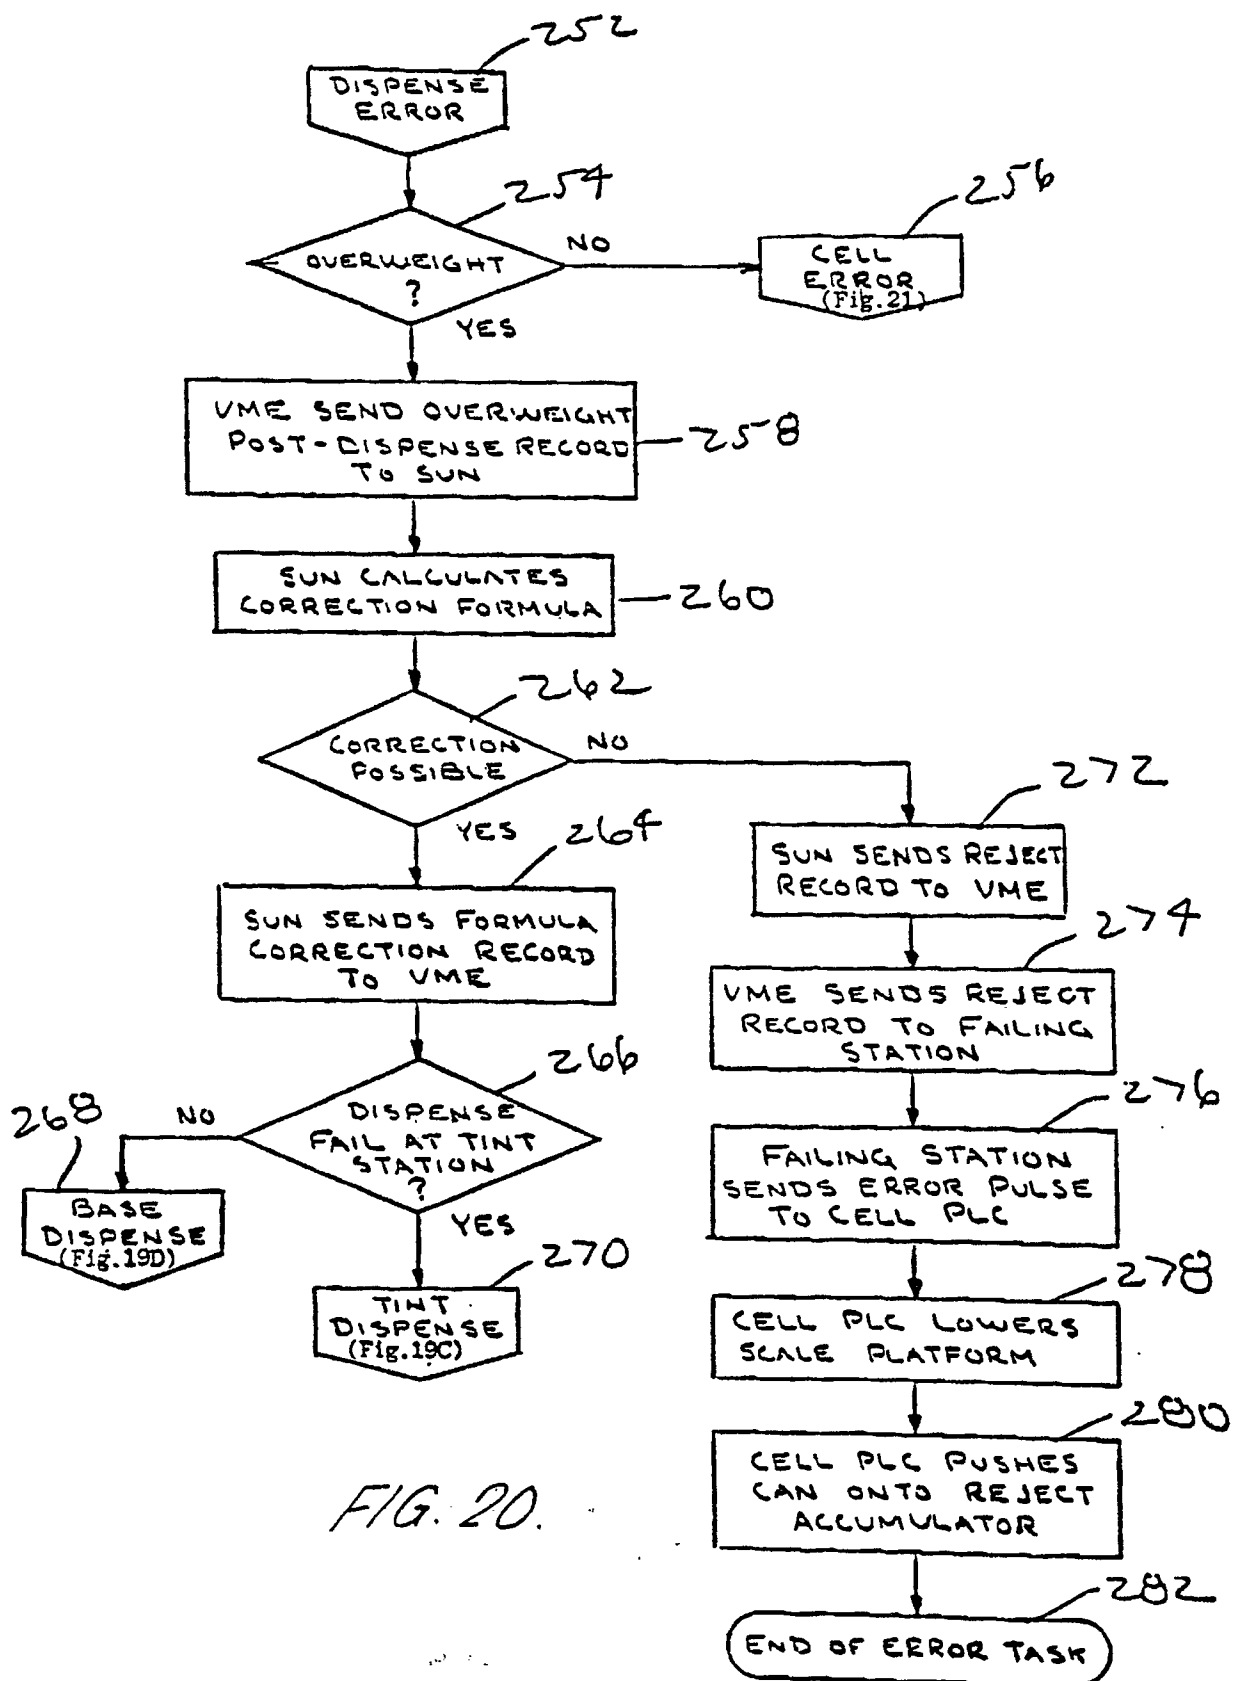 252
DISPENSE
ERROR
254
OVERWEIGHT
?
NO
YES
256
CELL
ERROR
(Fig.21)
VME SEND OVERWEIGHT
POST-DISPENSE RECORD
TO SUN
258
SUN CALCULATES
CORRECTION FORMULA
260
262
CORRECTION
POSSIBLE
NO
YES
264
SUN SENDS FORMULA
CORRECTION RECORD
TO VME
266
DISPENSE
FAIL AT TINT
STATION
?
NO
YES
268
BASE
DISPENSE
(Fig.19D)
270
TINT
DISPENSE
(Fig.19C)
272
SUN SENDS REJECT
RECORD TO VME
274
VME SENDS REJECT
RECORD TO FAILING
STATION
276
FAILING STATION
SENDS ERROR PULSE
TO CELL PLC
278
CELL PLC LOWERS
SCALE PLATFORM
280
CELL PLC PUSHES
CAN ONTO REJECT
ACCUMULATOR
282
END OF ERROR TASK
FIG. 20.